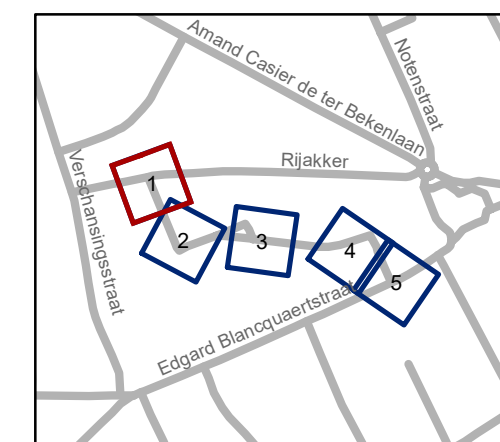 Amand Casier de ter Bekenlaan
Notenstraat
Rijakker
Verschansingsstraat
1
2
3
4
5
Edgard Blancquaertstraat